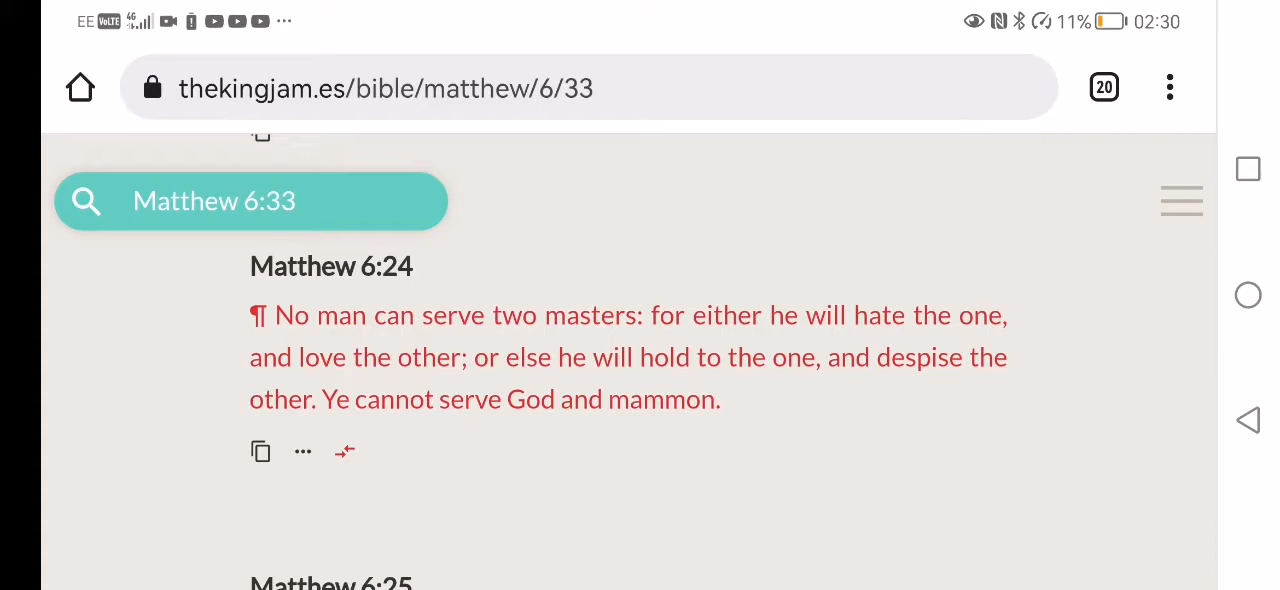 EE VoLTE 4G 11% 02:30
thekingjam.es/bible/matthew/6/33 20
Matthew 6:33
Matthew 6:24
¶ No man can serve two masters: for either he will hate the one,
and love the other; or else he will hold to the one, and despise the
other. Ye cannot serve God and mammon.
Matthew 6:25